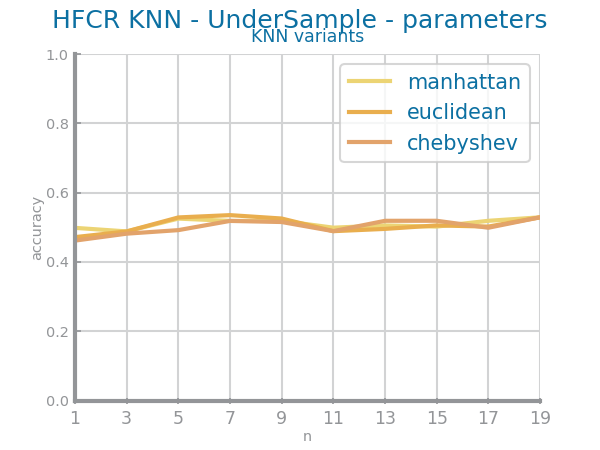 HFCR KNN - UnderSample - parameters
KNN variants
1.0
0.8
0.6
0.4
0.2
0.0
accuracy
manhattan
euclidean
chebyshev
1 3 5 7 9 11 13 15 17 19
n